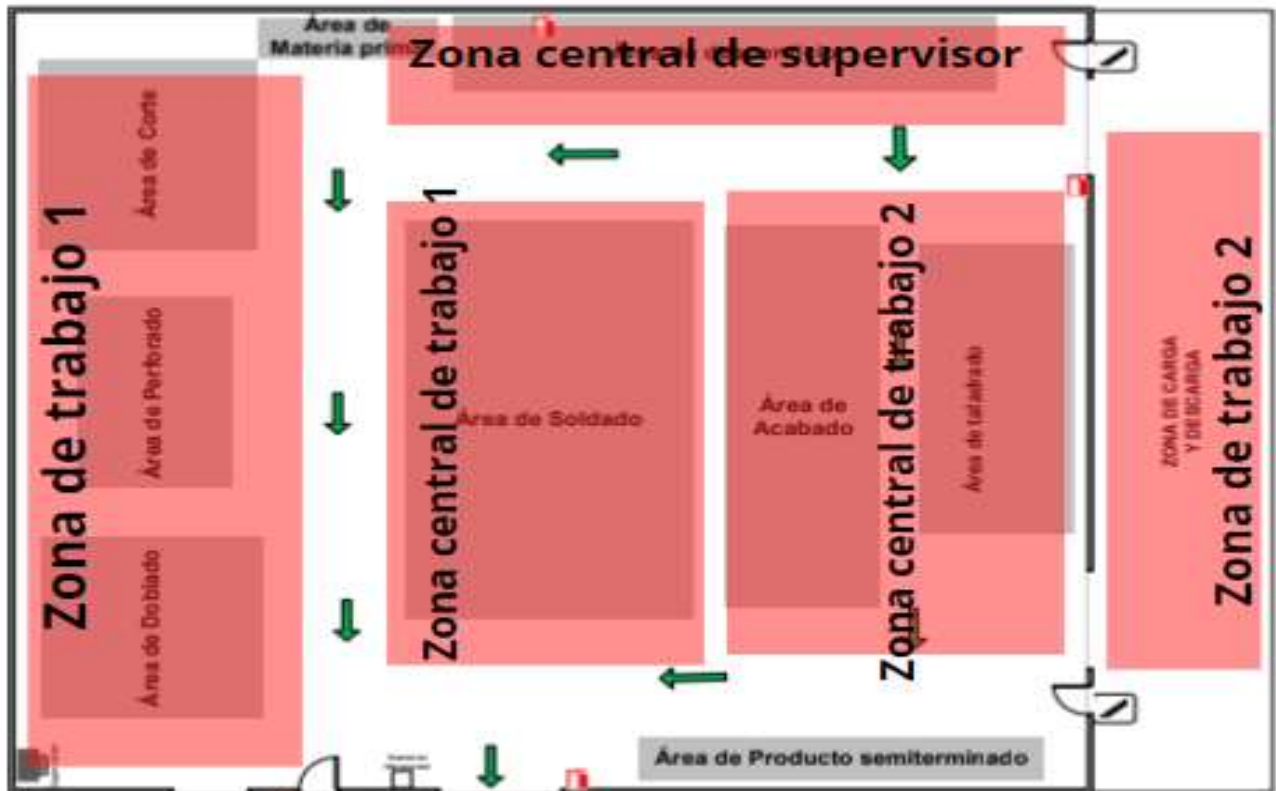 Área de
Materia prima
Zona central de supervisor
Área de Corte
Zona de trabajo 1
Área de Perforado
Área de Doblado
Zona central de trabajo 1
Área de Soldado
Área de
Acabado
Zona central de trabajo 2
Área de taladrado
ZONA DE CARGA
Y DESCARGA
Zona de trabajo 2
Área de Producto semiterminado